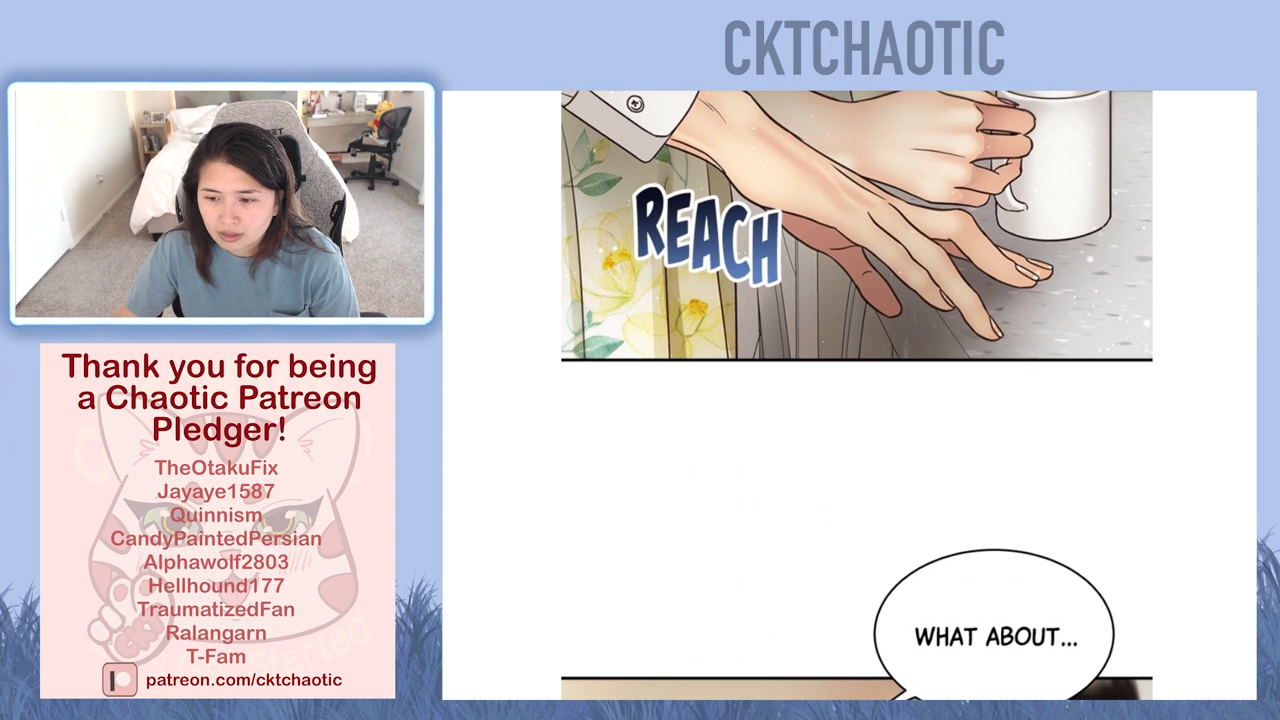 CKTCHAOTIC
REACH
WHAT ABOUT...
Thank you for being
a Chaotic Patreon
Pledger!
TheOtakuFix
Jayaye1587
Quinnism
CandyPaintedPersian
Alphawolf2803
Hellhound177
TraumatizedFan
Ralangarn
T-Fam
patreon.com/cktchaotic